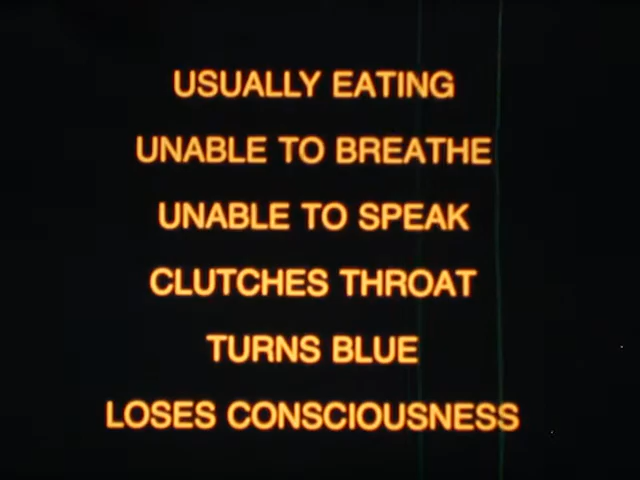 USUALLY EATING
UNABLE TO BREATHE
UNABLE TO SPEAK
CLUTCHES THROAT
TURNS BLUE
LOSES CONSCIOUSNESS